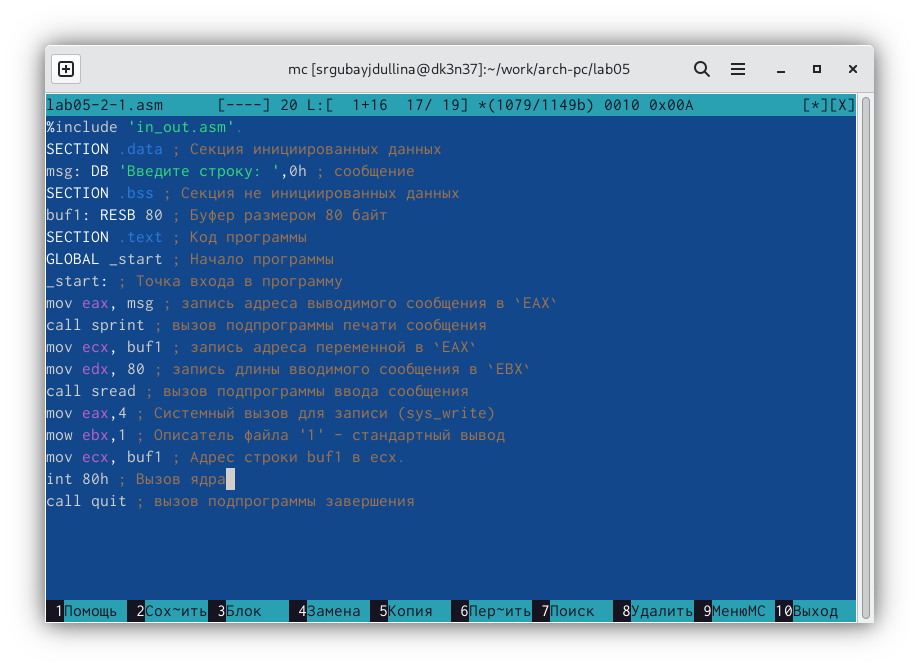 mc [srgubayjdullina@dk3n37]:~/work/arch-pc/lab05
lab05-2-1.asm      [----] 20 L:[  1+16  17/ 19] *(1079/1149b) 0010 0x00A            [*][X]
%include 'in_out.asm'.
SECTION .data ; Секция инициированных данных
msg: DB 'Введите строку: ',0h ; сообщение
SECTION .bss ; Секция не инициированных данных
buf1: RESB 80 ; Буфер размером 80 байт
SECTION .text ; Код программы
GLOBAL _start ; Начало программы
_start: ; Точка входа в программу
mov eax, msg ; запись адреса выводимого сообщения в `EAX`
call sprint ; вызов подпрограммы печати сообщения
mov ecx, buf1 ; запись адреса переменной в `EAX`
mov edx, 80 ; запись длины вводимого сообщения в `EBX`
call sread ; вызов подпрограммы ввода сообщения
mov eax,4 ; Системный вызов для записи (sys_write)
mow ebx,1 ; Описатель файла '1' - стандартный вывод
mov ecx, buf1 ; Адрес строки buf1 в ecx.
int 80h ; Вызов ядра
call quit ; вызов подпрограммы завершения
1Помощь 2Сох~ить 3Блок 4Замена 5Копия 6Пер~ить 7Поиск 8Удалить 9МенюМС 10Выход